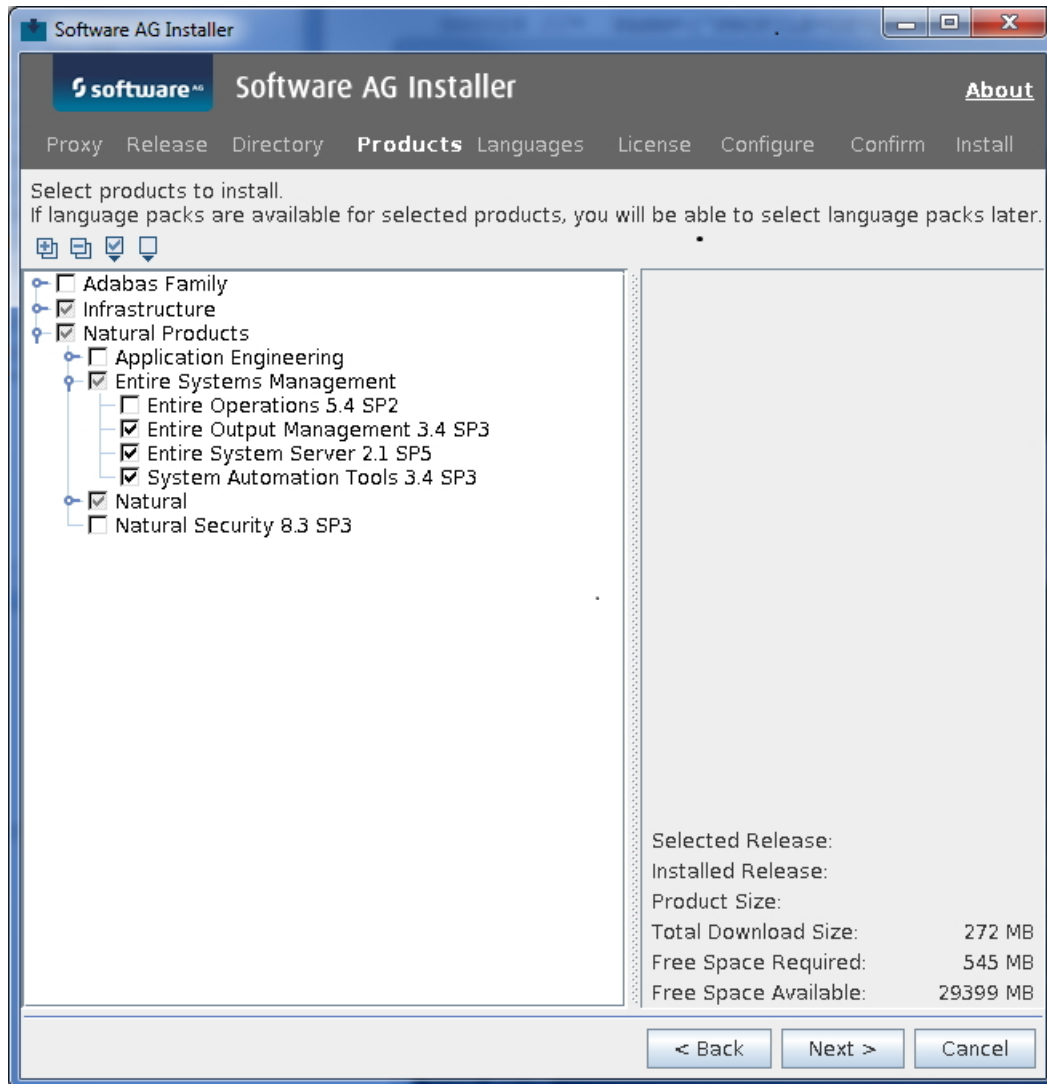 Software AG Installer
software AG Software AG Installer About
Proxy Release Directory Products Languages License Configure Confirm Install
Select products to install.
If language packs are available for selected products, you will be able to select language packs later.
Adabas Family
Infrastructure
Natural Products
Application Engineering
Entire Systems Management
Entire Operations 5.4 SP2
Entire Output Management 3.4 SP3
Entire System Server 2.1 SP5
System Automation Tools 3.4 SP3
Natural
Natural Security 8.3 SP3
Selected Release:
Installed Release:
Product Size:
Total Download Size: 272 MB
Free Space Required: 545 MB
Free Space Available: 29399 MB
< Back Next > Cancel